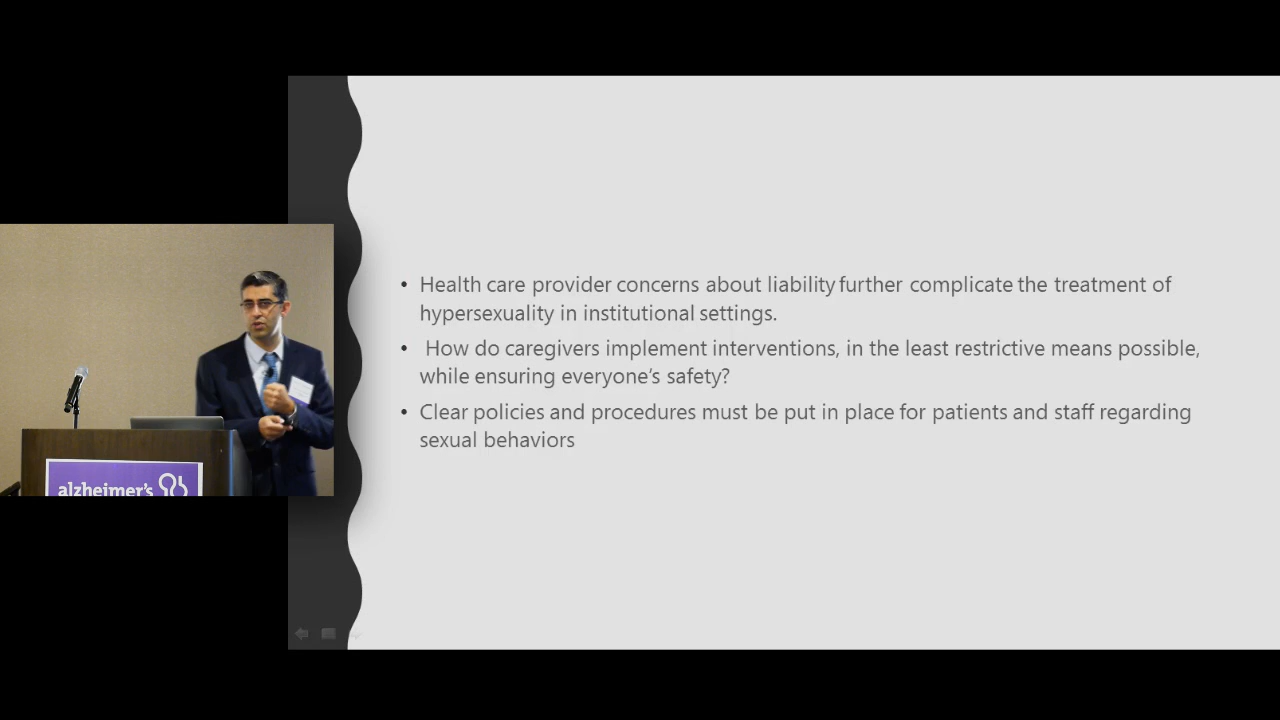 • Health care provider concerns about liability further complicate the treatment of
hypersexuality in institutional settings.
• How do caregivers implement interventions, in the least restrictive means possible,
while ensuring everyone's safety?
• Clear policies and procedures must be put in place for patients and staff regarding
sexual behaviors
alzheimer's